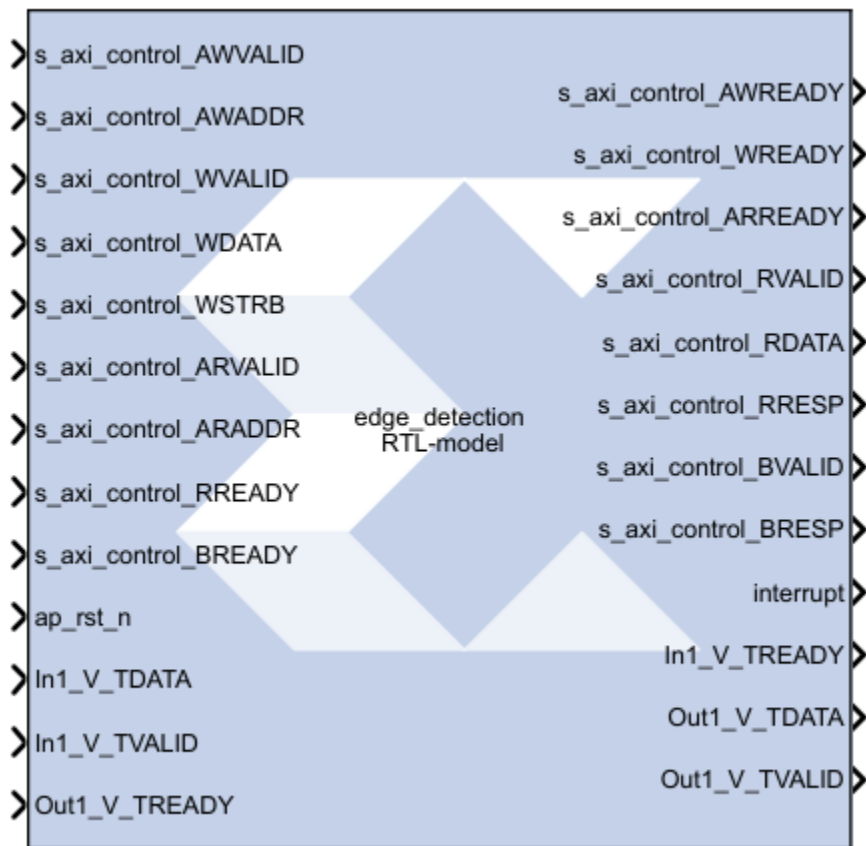 s_axi_control_AWVALID
s_axi_control_AWADDR
s_axi_control_WVALID
s_axi_control_WDATA
s_axi_control_WSTRB
s_axi_control_ARVALID
s_axi_control_ARADDR
s_axi_control_RREADY
s_axi_control_BREADY
ap_rst_n
In1_V_TDATA
In1_V_TVALID
Out1_V_TREADY
edge_detection
RTL-model
s_axi_control_AWREADY
s_axi_control_WREADY
s_axi_control_ARREADY
s_axi_control_RVALID
s_axi_control_RDATA
s_axi_control_RRESP
s_axi_control_BVALID
s_axi_control_BRESP
interrupt
In1_V_TREADY
Out1_V_TDATA
Out1_V_TVALID